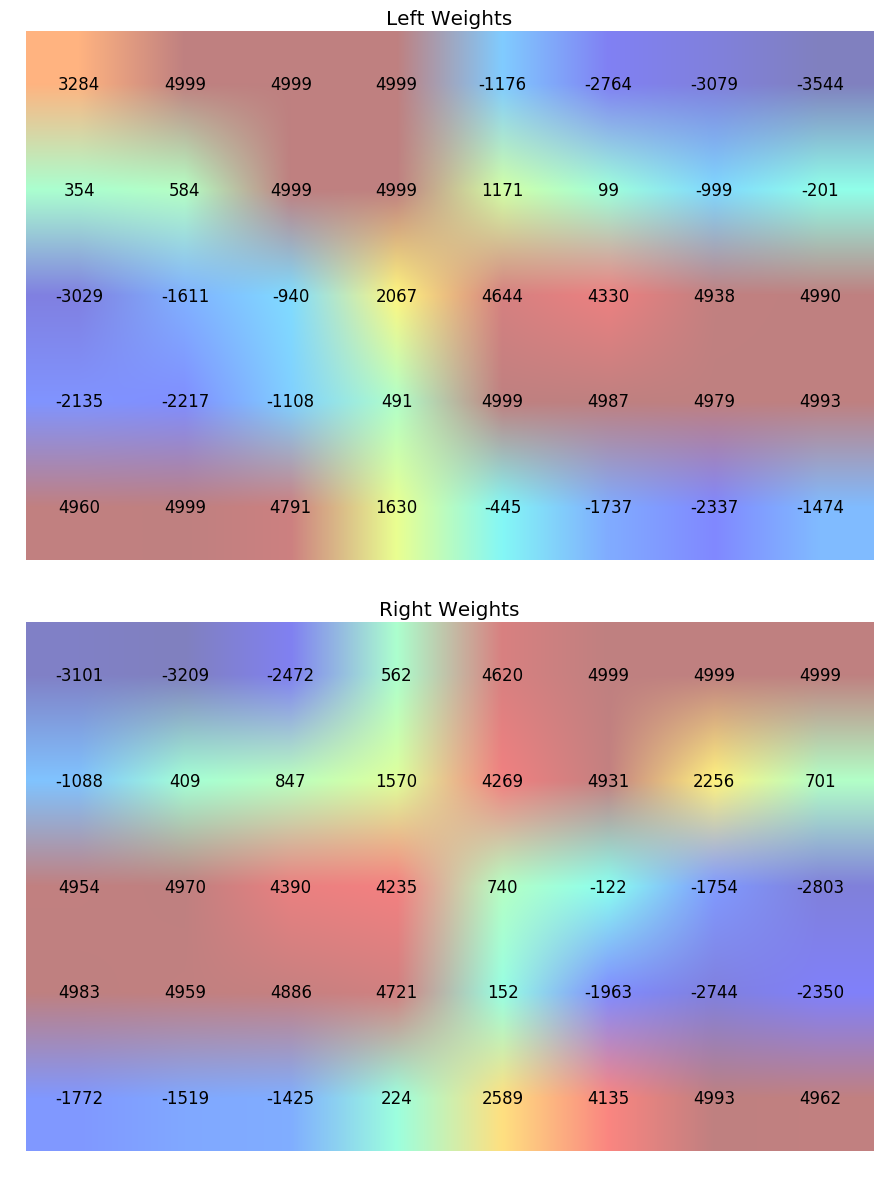 Left Weights
3284 4999 4999 4999 -1176 -2764 -3079 -3544
354 584 4999 4999 1171 99 -999 -201
-3029 -1611 -940 2067 4644 4330 4938 4990
-2135 -2217 -1108 491 4999 4987 4979 4993
4960 4999 4791 1630 -445 -1737 -2337 -1474
Right Weights
-3101 -3209 -2472 562 4620 4999 4999 4999
-1088 409 847 1570 4269 4931 2256 701
4954 4970 4390 4235 740 -122 -1754 -2803
4983 4959 4886 4721 152 -1963 -2744 -2350
-1772 -1519 -1425 224 2589 4135 4993 4962